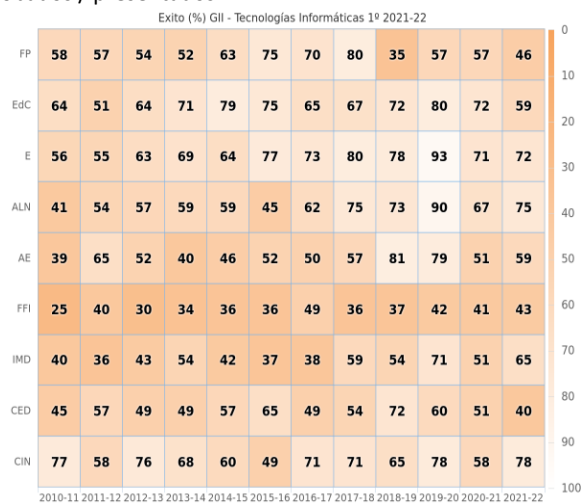 Exito (%) GII - Tecnologías Informáticas 1º 2021-22
FP 58 57 54 52 63 75 70 80 35 57 57 46
EdC 64 51 64 71 79 75 65 67 72 80 72 59
E 56 55 63 69 64 77 73 80 78 93 71 72
ALN 41 54 57 59 59 45 62 75 73 90 67 75
AE 39 65 52 40 46 52 50 57 81 79 51 59
FFI 25 40 30 34 36 36 49 36 37 42 41 43
IMD 40 36 43 54 42 37 38 59 54 71 51 65
CED 45 57 49 49 57 65 49 54 72 60 51 40
CIN 77 58 76 68 60 49 71 71 65 78 58 78
2010-11 2011-12 2012-13 2013-14 2014-15 2015-16 2016-17 2017-18 2018-19 2019-20 2020-21 2021-22
0
10
20
30
40
50
60
70
80
90
100